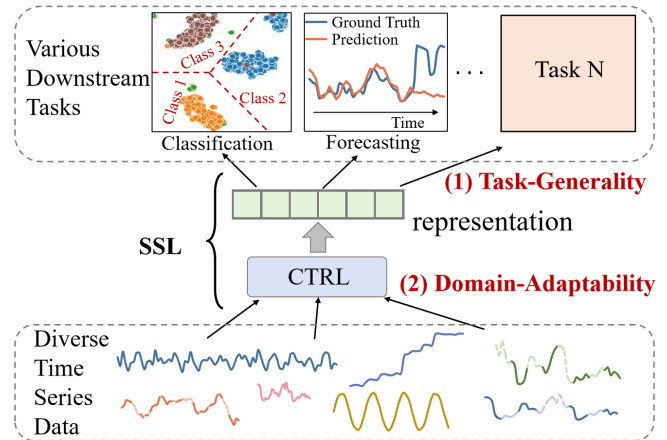 Various
Downstream
Tasks
Class 3
Class 1
Class 2
Classification
Ground Truth
Prediction
Time
Forecasting
. . .
Task N
(1) Task-Generality
representation
SSL
CTRL
(2) Domain-Adaptability
Diverse
Time
Series
Data